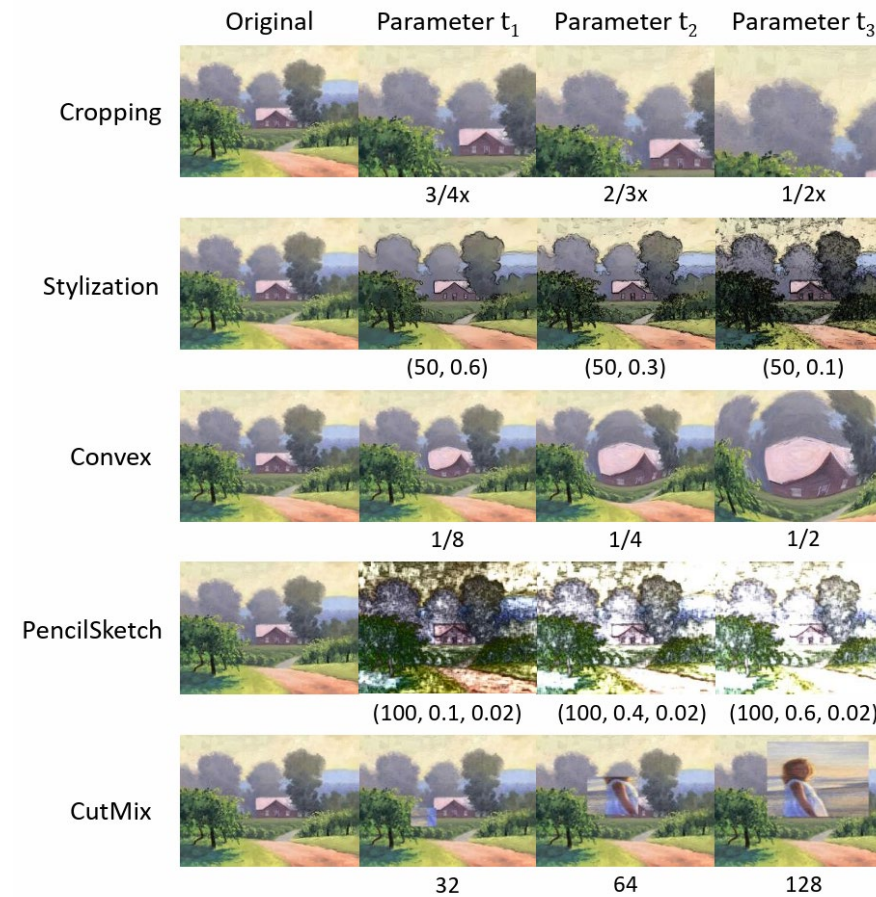 Original Parameter t₁ Parameter t₂ Parameter t₃
Cropping
3/4x 2/3x 1/2x
Stylization
(50, 0.6) (50, 0.3) (50, 0.1)
Convex
1/8 1/4 1/2
PencilSketch
(100, 0.1, 0.02) (100, 0.4, 0.02) (100, 0.6, 0.02)
CutMix
32 64 128